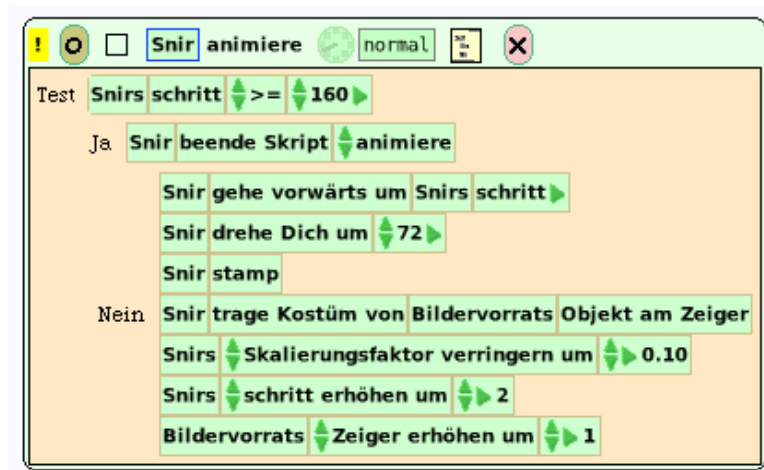 ! Snir animiere normal
Test Snirs schritt >= 160
Ja Snir beende Skript animiere
Snir gehe vorwärts um Snirs schritt
Snir drehe Dich um 72
Snir stamp
Nein Snir trage Kostüm von Bildervorrats Objekt am Zeiger
Snirs Skalierungsfaktor verringern um 0.10
Snirs schritt erhöhen um 2
Bildervorrats Zeiger erhöhen um 1